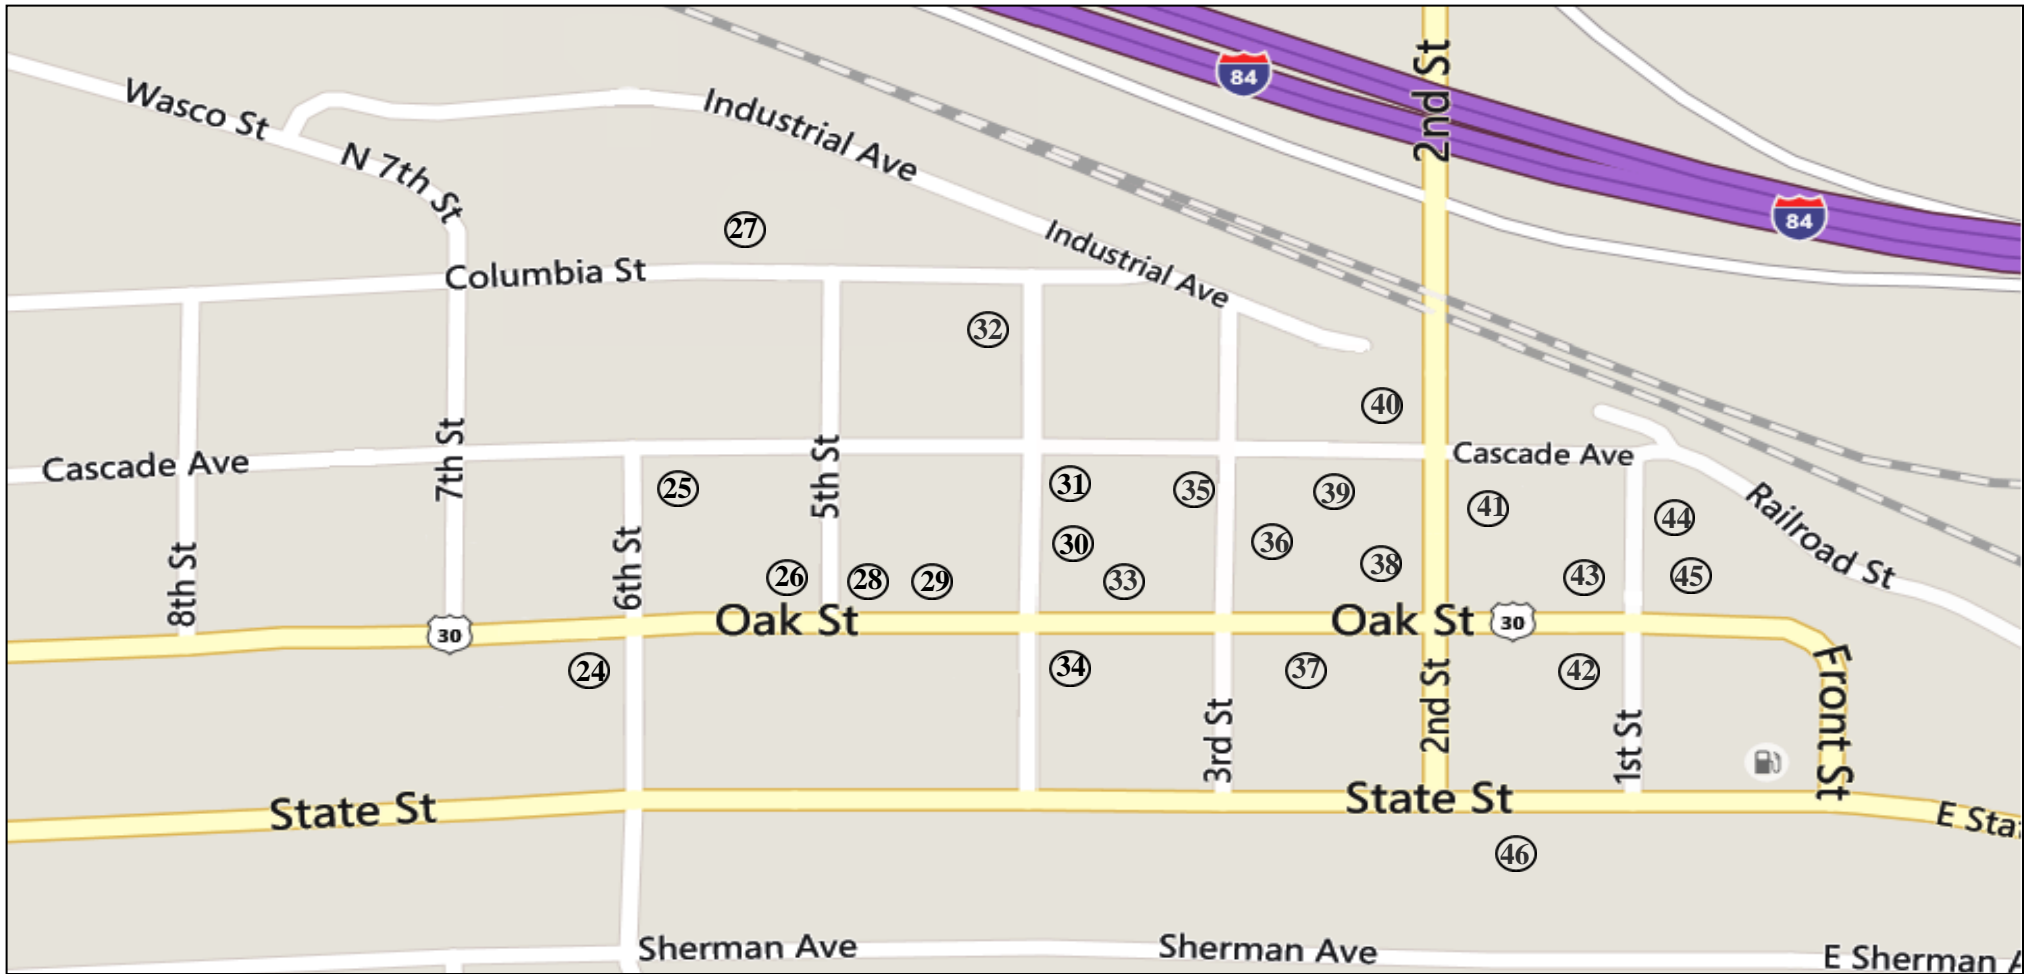 84
2nd St
Wasco St
Industrial Ave
N 7th St
84
27
Industrial Ave
Columbia St
32
40
Cascade Ave
7th St
5th St
Cascade Ave
25
31
35
39
41
44
Railroad St
8th St
6th St
30
36
38
26
28
29
33
43
45
30
Oak St
Oak St
30
24
34
37
42
2nd St
Front St
3rd St
1st St
State St
State St
E Stat
46
Sherman Ave
Sherman Ave
E Sherman A